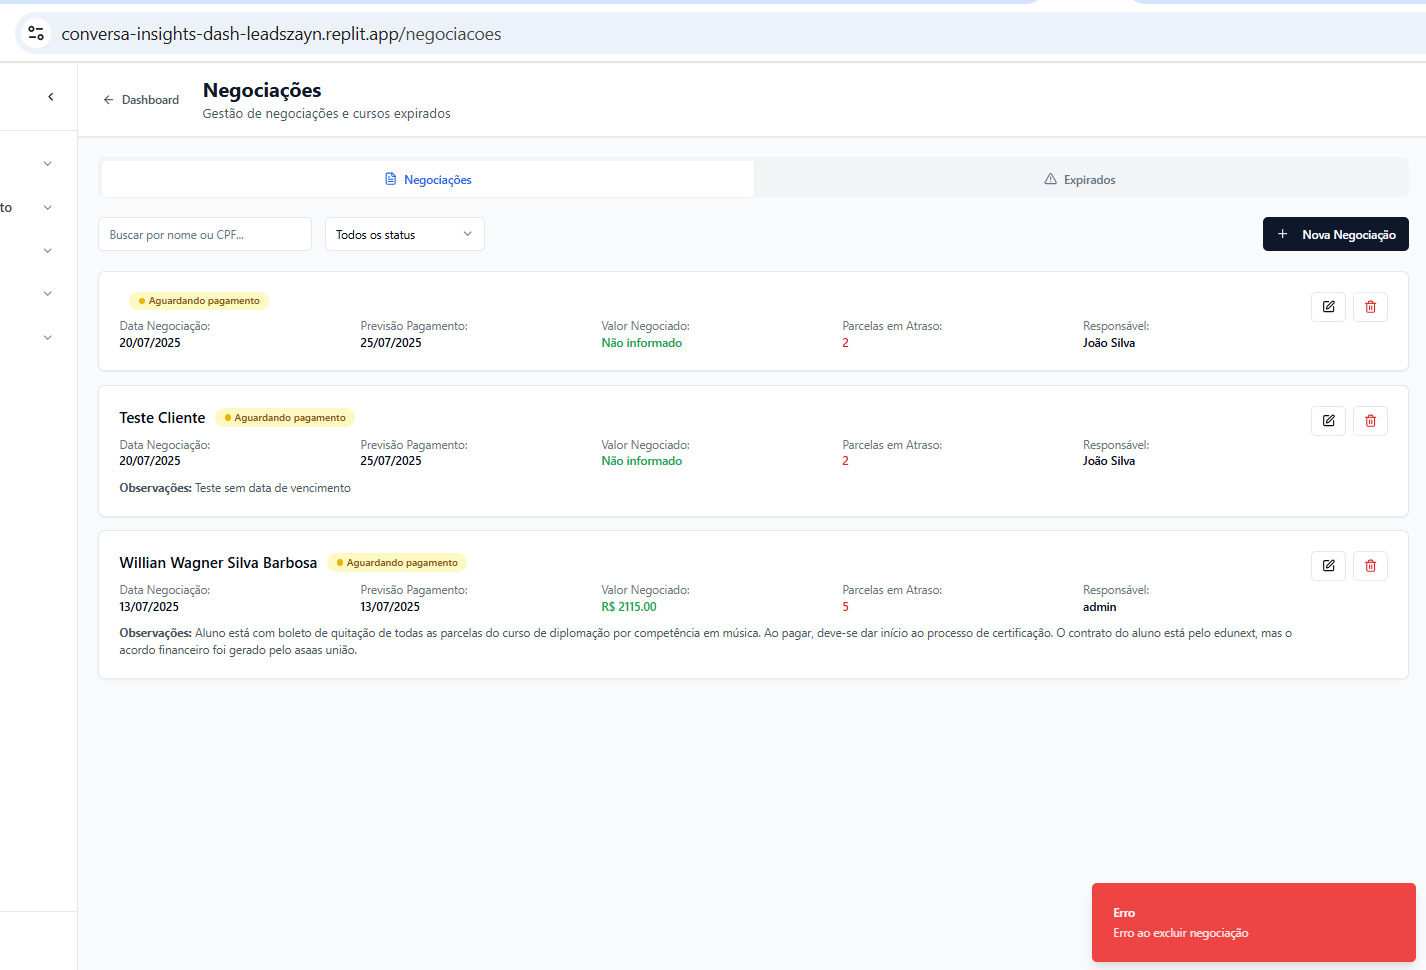 conversa-insights-dash-leadszayn.replit.app/negociacoes
Dashboard
Negociações
Gestão de negociações e cursos expirados
to
Negociações
Expirados
Buscar por nome ou CPF...
Todos os status
Nova Negociação
Aguardando pagamento
Data Negociação: Previsão Pagamento: Valor Negociado: Parcelas em Atraso: Responsável:
20/07/2025 25/07/2025 Não informado 2 João Silva
Teste Cliente Aguardando pagamento
Data Negociação: Previsão Pagamento: Valor Negociado: Parcelas em Atraso: Responsável:
20/07/2025 25/07/2025 Não informado 2 João Silva
Observações: Teste sem data de vencimento
Willian Wagner Silva Barbosa Aguardando pagamento
Data Negociação: Previsão Pagamento: Valor Negociado: Parcelas em Atraso: Responsável:
13/07/2025 13/07/2025 R$ 2115.00 5 admin
Observações: Aluno está com boleto de quitação de todas as parcelas do curso de diplomação por competência em música. Ao pagar, deve-se dar início ao processo de certificação. O contrato do aluno está pelo edunext, mas o
acordo financeiro foi gerado pelo asaas união.
Erro
Erro ao excluir negociação